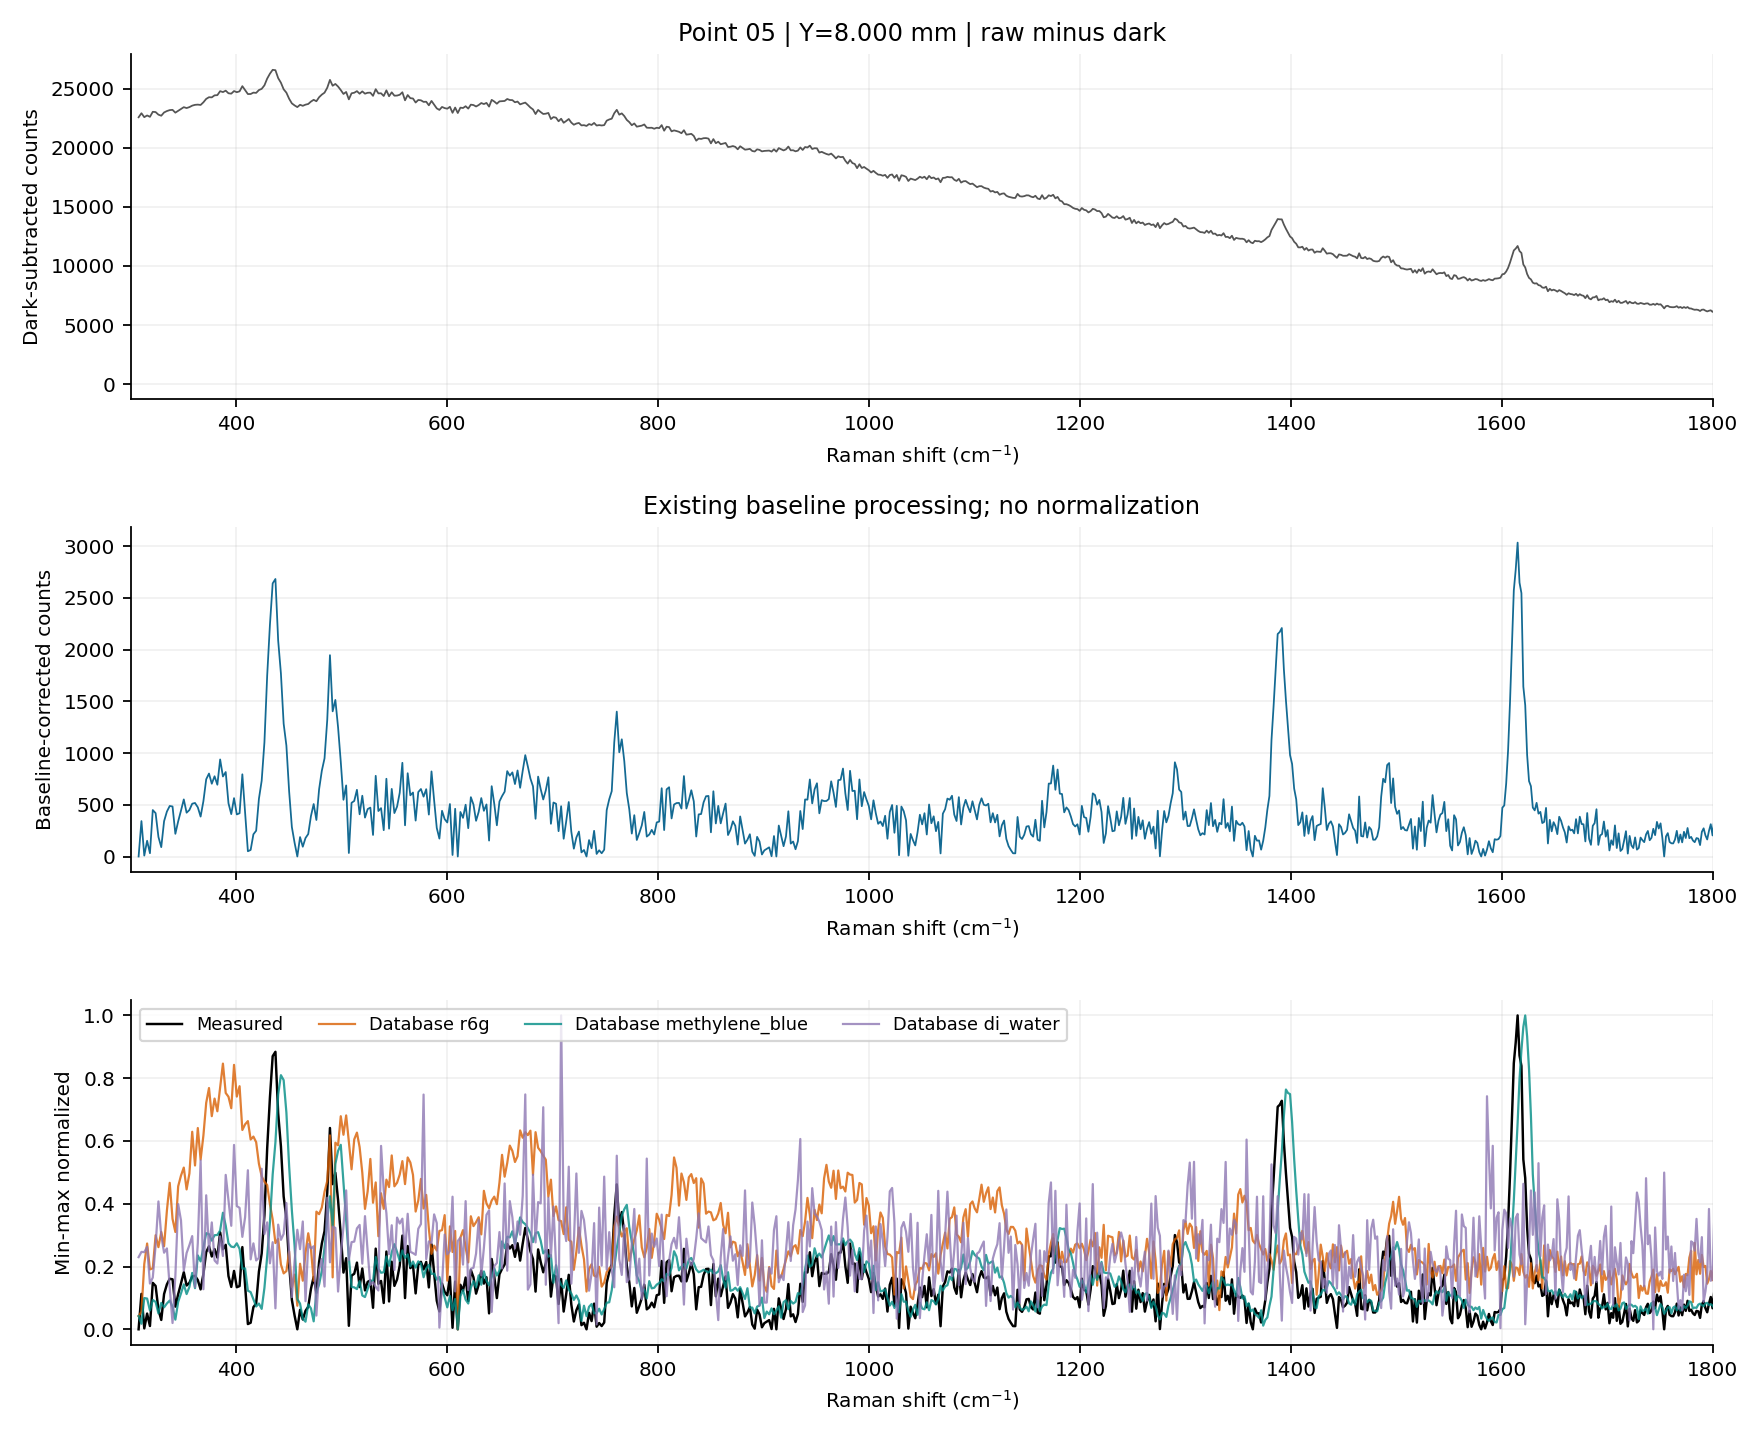 Point 05 | Y=8.000 mm | raw minus dark
Dark-subtracted counts
25000
20000
15000
10000
5000
0
400 600 800 1000 1200 1400 1600 1800
Raman shift (cm⁻¹)
Existing baseline processing; no normalization
Baseline-corrected counts
3000
2500
2000
1500
1000
500
0
400 600 800 1000 1200 1400 1600 1800
Raman shift (cm⁻¹)
Measured Database r6g Database methylene_blue Database di_water
Min-max normalized
1.0
0.8
0.6
0.4
0.2
0.0
400 600 800 1000 1200 1400 1600 1800
Raman shift (cm⁻¹)